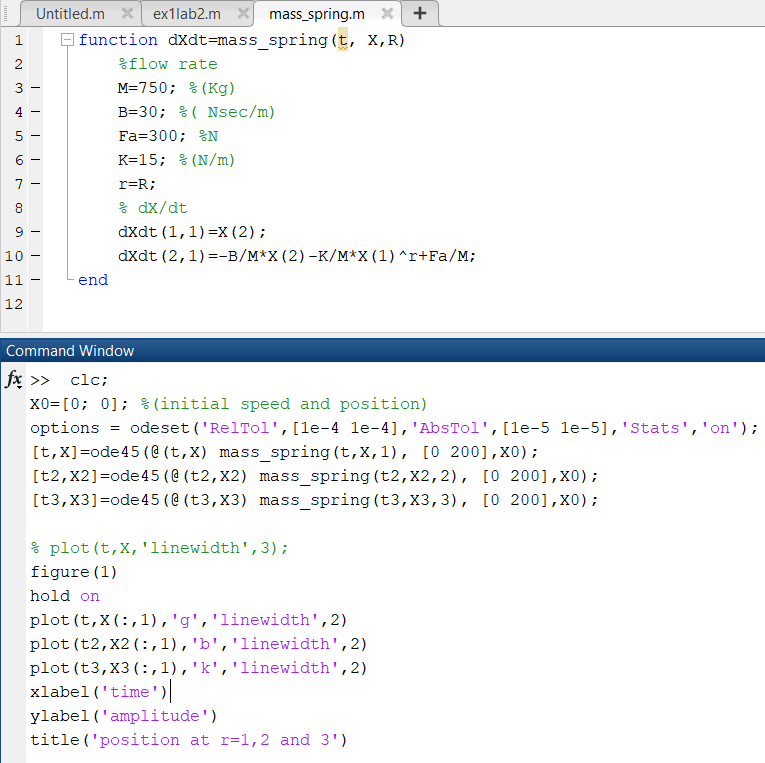 Untitled.m × ex1lab2.m × mass_spring.m × +
1 function dXdt=mass_spring(t, X,R)
2 %flow rate
3 − M=750; %(Kg)
4 − B=30; %( Nsec/m)
5 − Fa=300; %N
6 − K=15; %(N/m)
7 − r=R;
8 % dX/dt
9 − dXdt(1,1)=X(2);
10 − dXdt(2,1)=-B/M*X(2)-K/M*X(1)^r+Fa/M;
11 − end
12
Command Window
fx >> clc;
X0=[0; 0]; %(initial speed and position)
options = odeset('RelTol',[1e-4 1e-4],'AbsTol',[1e-5 1e-5],'Stats','on');
[t,X]=ode45(@(t,X) mass_spring(t,X,1), [0 200],X0);
[t2,X2]=ode45(@(t2,X2) mass_spring(t2,X2,2), [0 200],X0);
[t3,X3]=ode45(@(t3,X3) mass_spring(t3,X3,3), [0 200],X0);
% plot(t,X,'linewidth',3);
figure(1)
hold on
plot(t,X(:,1),'g','linewidth',2)
plot(t2,X2(:,1),'b','linewidth',2)
plot(t3,X3(:,1),'k','linewidth',2)
xlabel('time')
ylabel('amplitude')
title('position at r=1,2 and 3')